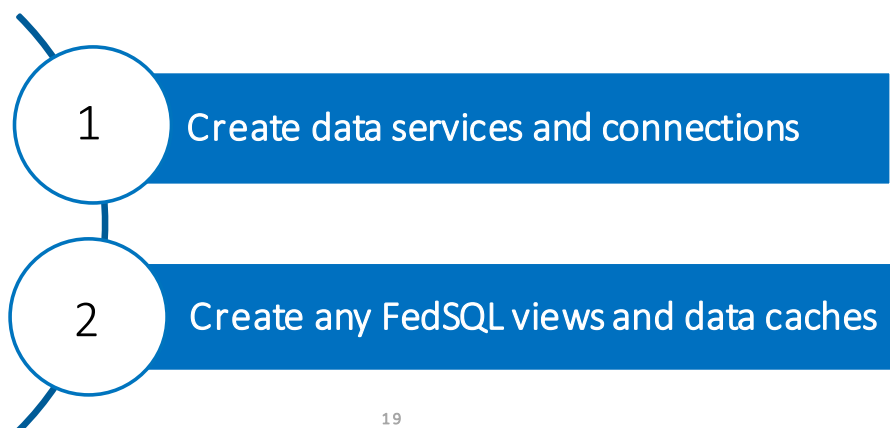 1
Create data services and connections
2
Create any FedSQL views and data caches
19